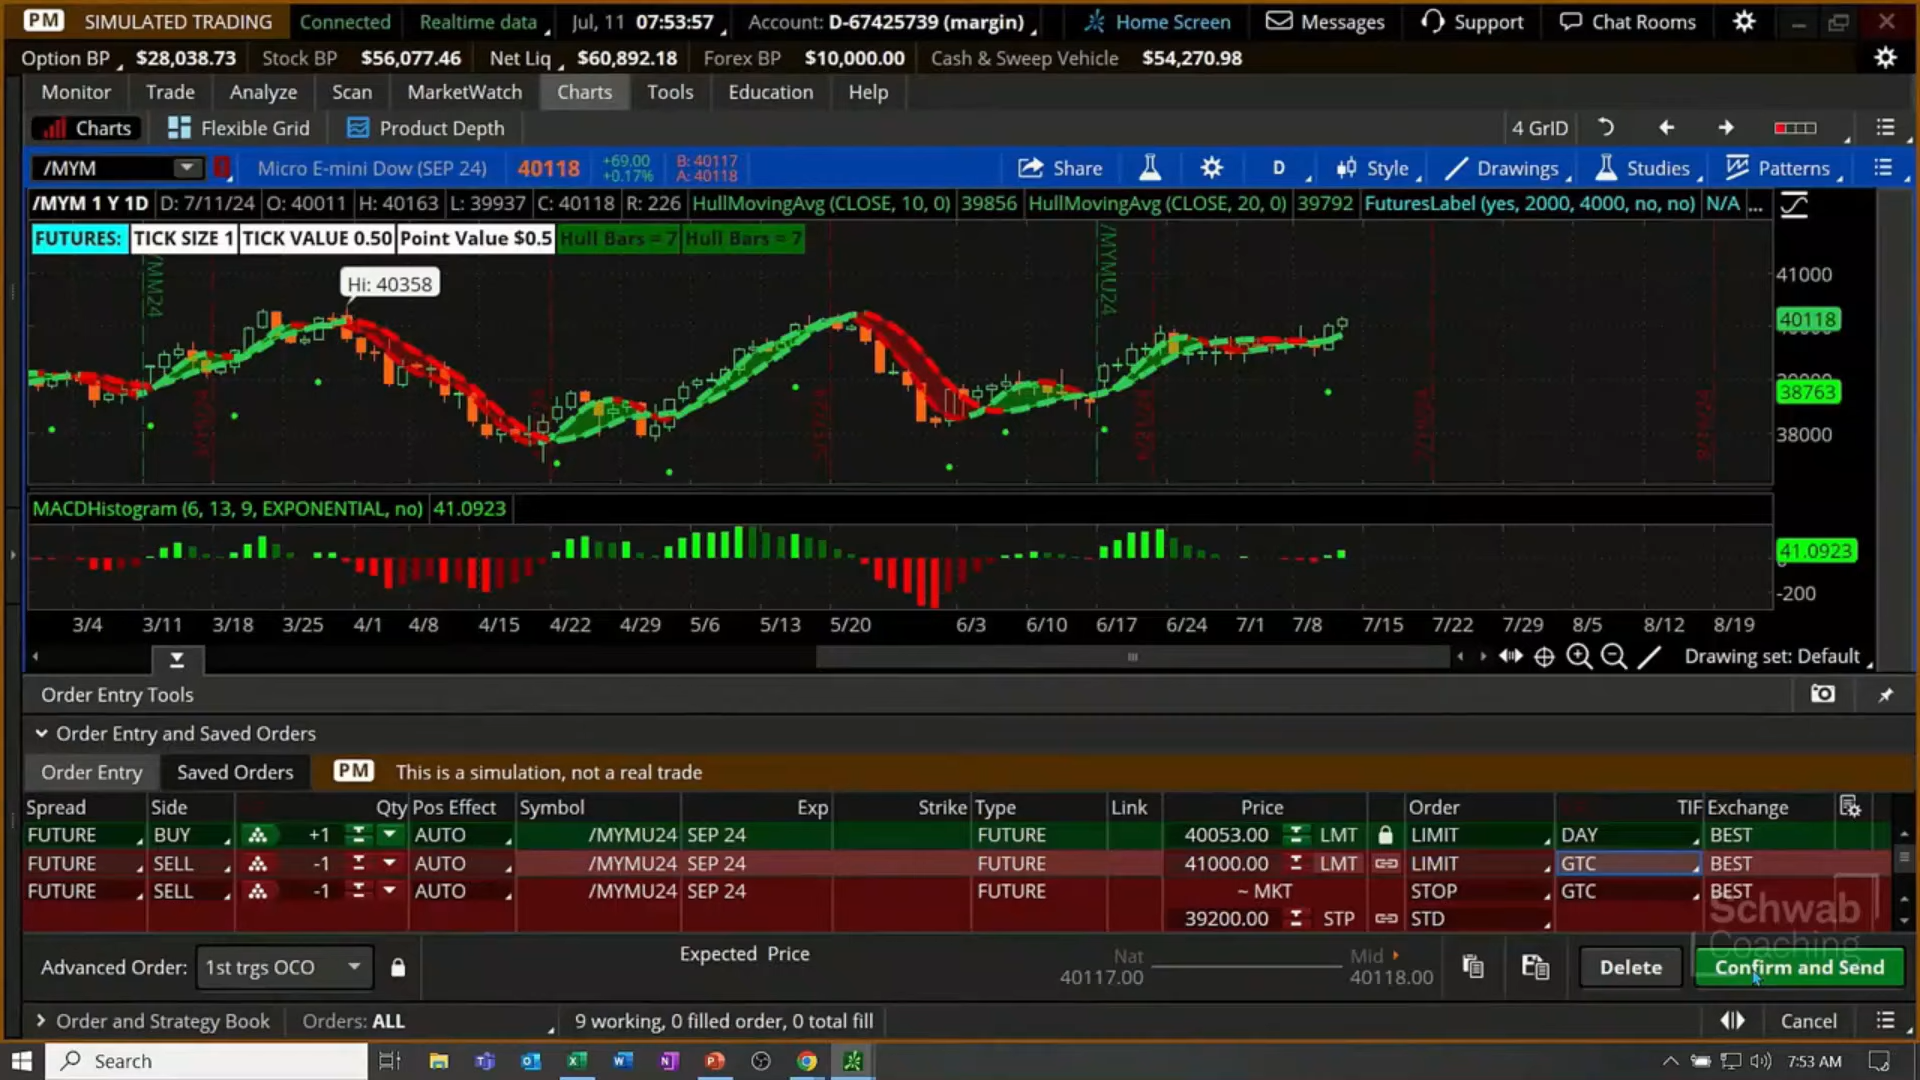 PM SIMULATED TRADING Connected Realtime data Jul, 11 07:53:57 Account: D-67425739 (margin) Home Screen Messages Support Chat Rooms
Option BP $28,038.73 Stock BP $56,077.46 Net Liq $60,892.18 Forex BP $10,000.00 Cash & Sweep Vehicle $54,270.98
Monitor Trade Analyze Scan MarketWatch Charts Tools Education Help
Charts Flexible Grid Product Depth 4 GrID
/MYM Micro E-mini Dow (SEP 24) 40118 +69.00 B: 40117 Share D Style Drawings Studies Patterns
+0.17% A: 40118
/MYM 1 Y 1D D: 7/11/24 O: 40011 H: 40163 L: 39937 C: 40118 R: 226 HullMovingAvg (CLOSE, 10, 0) 39856 HullMovingAvg (CLOSE, 20, 0) 39792 FuturesLabel (yes, 2000, 4000, no, no) N/A ...
FUTURES: TICK SIZE 1 TICK VALUE 0.50 Point Value $0.5 Hull Bars = 7 Hull Bars = 7
/MYMU24
Hi: 40358
41000
40118
38763
38000
MACDHistogram (6, 13, 9, EXPONENTIAL, no) 41.0923
41.0923
-200
3/4 3/11 3/18 3/25 4/1 4/8 4/15 4/22 4/29 5/6 5/13 5/20 6/3 6/10 6/17 6/24 7/1 7/8 7/15 7/22 7/29 8/5 8/12 8/19
Drawing set: Default
Order Entry Tools
Order Entry and Saved Orders
Order Entry Saved Orders PM This is a simulation, not a real trade
Spread Side Qty Pos Effect Symbol Exp Strike Type Link Price Order TIF Exchange
FUTURE BUY +1 AUTO /MYMU24 SEP 24 FUTURE 40053.00 LMT LIMIT DAY BEST
FUTURE SELL -1 AUTO /MYMU24 SEP 24 FUTURE 41000.00 LMT LIMIT GTC BEST
FUTURE SELL -1 AUTO /MYMU24 SEP 24 FUTURE ~ MKT STOP GTC BEST
39200.00 STP STD
Schwab
Coaching
Advanced Order: 1st trgs OCO Expected Price Nat Mid Delete Confirm and Send
40117.00 40118.00
Order and Strategy Book Orders: ALL 9 working, 0 filled order, 0 total fill Cancel
Search 7:53 AM